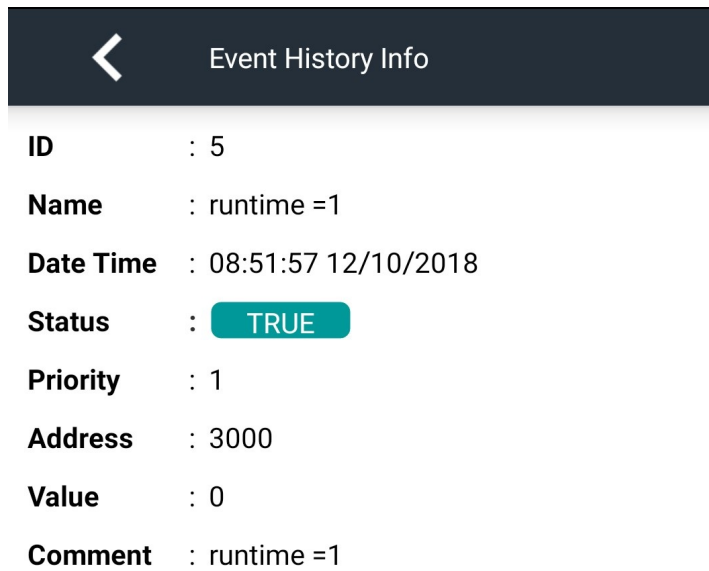 Event History Info
ID : 5
Name : runtime =1
Date Time : 08:51:57 12/10/2018
Status : TRUE
Priority : 1
Address : 3000
Value : 0
Comment : runtime =1